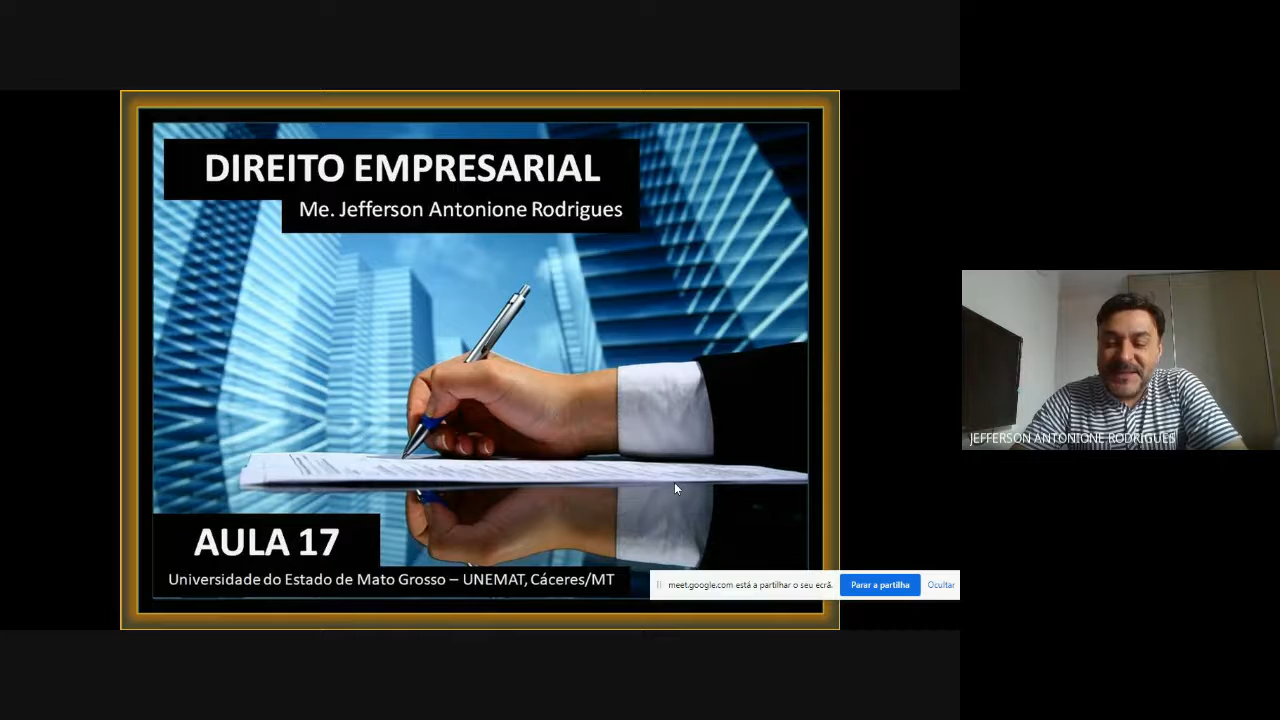 DIREITO EMPRESARIAL
Me. Jefferson Antonione Rodrigues
AULA 17
Universidade do Estado de Mato Grosso – UNEMAT, Cáceres/MT
meet.google.com está a partilhar o seu ecrã.
Parar a partilha
Ocultar
JEFFERSON ANTONIONE RODRIGUES